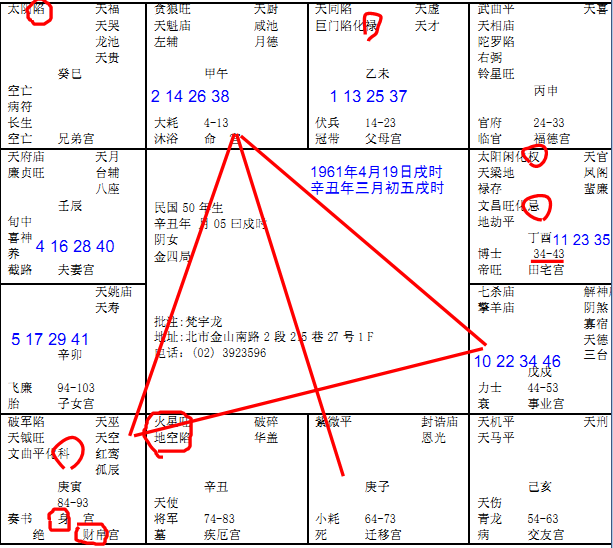 太阴陷 天福
天哭
龙池
天贵
癸巳
空亡
病符
长生
空亡 兄弟宫
贪狼旺 天厨
天魁庙 咸池
左辅 月德
甲午
2 14 26 38
大耗 4-13
沐浴 命 宫
天同陷 天虚
巨门陷化禄 天才
乙未
1 13 25 37
伏兵 14-23
冠带 父母宫
武曲平 天喜
天相庙
陀罗陷
右弼
铃星旺
丙申
官府 24-33
临官 福德宫
天府庙 天月
廉贞旺 台辅
八座
壬辰
旬中
喜神
养 4 16 28 40
截路 夫妻宫
1961年4月19日戌时
辛丑年三月初五戌时
民国 50 年生
辛丑年 月 05 日戌时
阴女
金四局
批注: 梵宇龙
地址: 北市金山南路 2 段 215 巷 27 号 1F
电话: (02) 3923596
太阳闲化权 天官
天梁地 凤阁
禄存 蜚廉
文昌旺化忌
地劫平
丁酉 11 23 35
博士 34-43
帝旺 田宅宫
天姚庙
天寿
5 17 29 41
辛卯
飞廉 94-103
胎 子女宫
七杀庙 解神
擎羊庙 阴煞
寡宿
天德
三台
10 22 34 46
戊戌
力士 44-53
衰 事业宫
破军陷 天巫
天钺旺 天空
文曲平化科 红鸾
孤辰
庚寅
84-93
奏书 身 宫
绝 财帛宫
火星旺 破碎
地空陷 华盖
辛丑
天使
将军 74-83
墓 疾厄宫
紫微平 封诰庙
恩光
庚子
小耗 64-73
死 迁移宫
天机平 天刑
天马平
己亥
天伤
青龙 54-63
病 交友宫